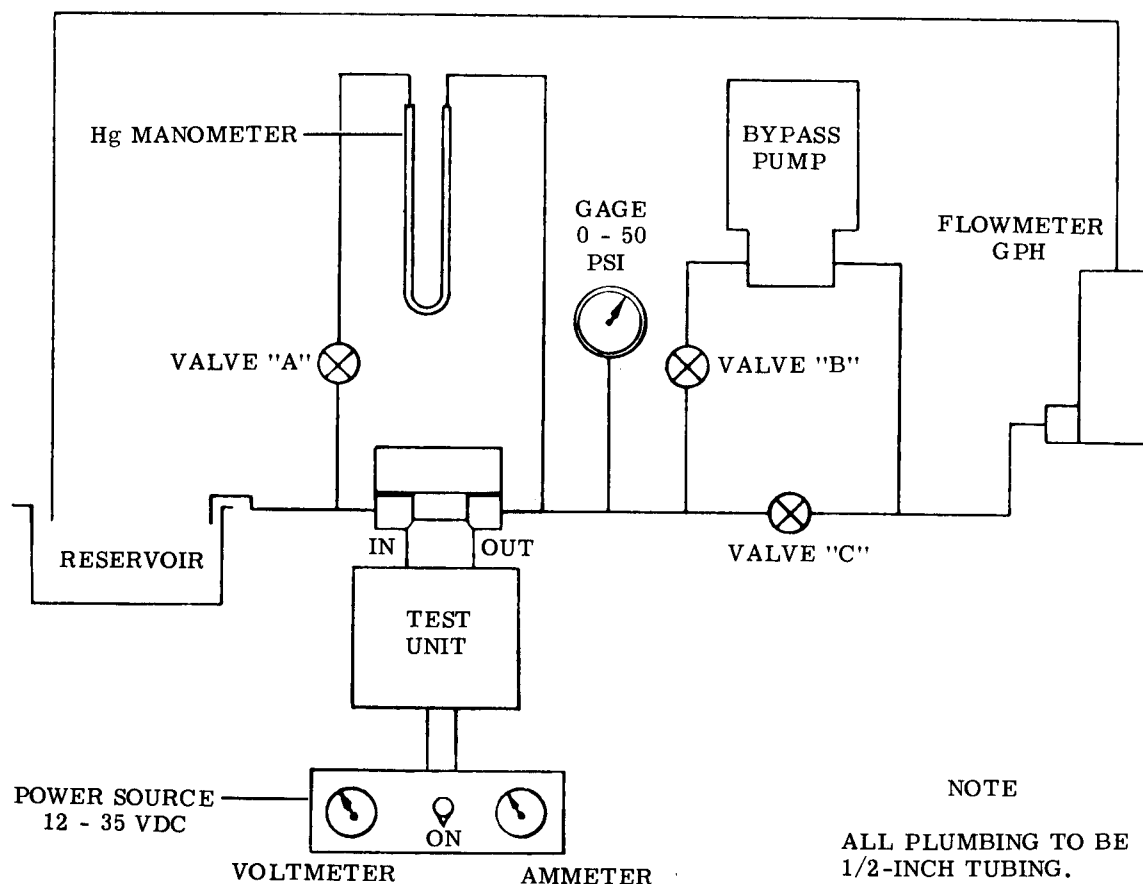 Hg MANOMETER
BYPASS
PUMP
GAGE
0 - 50
PSI
FLOWMETER
GPH
VALVE "A"
VALVE "B"
RESERVOIR
IN
OUT
VALVE "C"
TEST
UNIT
POWER SOURCE
12 - 35 VDC
ON
VOLTMETER
AMMETER
NOTE
ALL PLUMBING TO BE
1/2-INCH TUBING.